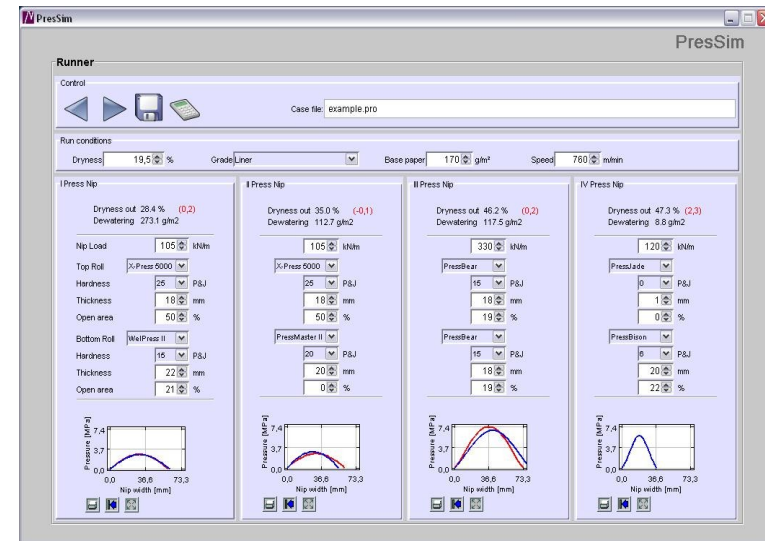 PresSim
PresSim
Runner
Control
Case file: example.pro
Run conditions
Dryness 19,5 % Grade Liner Base paper 170 g/m² Speed 760 m/min
I Press Nip
Dryness out 28.4 % (0,2)
Dewatering 273.1 g/m2
Nip Load 105 kN/m
Top Roll X-Press 5000
Hardness 25 P&J
Thickness 18 mm
Open area 50 %
Bottom Roll WelPress II
Hardness 15 P&J
Thickness 22 mm
Open area 21 %
Pressure [MPa]
7,4
3,7
0,0
0,0 36,6 73,3
Nip width [mm]
II Press Nip
Dryness out 35.0 % (-0,1)
Dewatering 112.7 g/m2
105 kN/m
X-Press 5000
25 P&J
18 mm
50 %
PressMaster II
20 P&J
20 mm
0 %
Pressure [MPa]
7,4
3,7
0,0
0,0 36,6 73,3
Nip width [mm]
III Press Nip
Dryness out 46.2 % (0,2)
Dewatering 117.5 g/m2
330 kN/m
PressBear
15 P&J
18 mm
19 %
PressBear
15 P&J
18 mm
19 %
Pressure [MPa]
7,4
3,7
0,0
0,0 36,6 73,3
Nip width [mm]
IV Press Nip
Dryness out 47.3 % (2,3)
Dewatering 8.8 g/m2
120 kN/m
PressJade
0 P&J
1 mm
0 %
PressBison
6 P&J
20 mm
22 %
Pressure [MPa]
7,4
3,7
0,0
0,0 36,6 73,3
Nip width [mm]